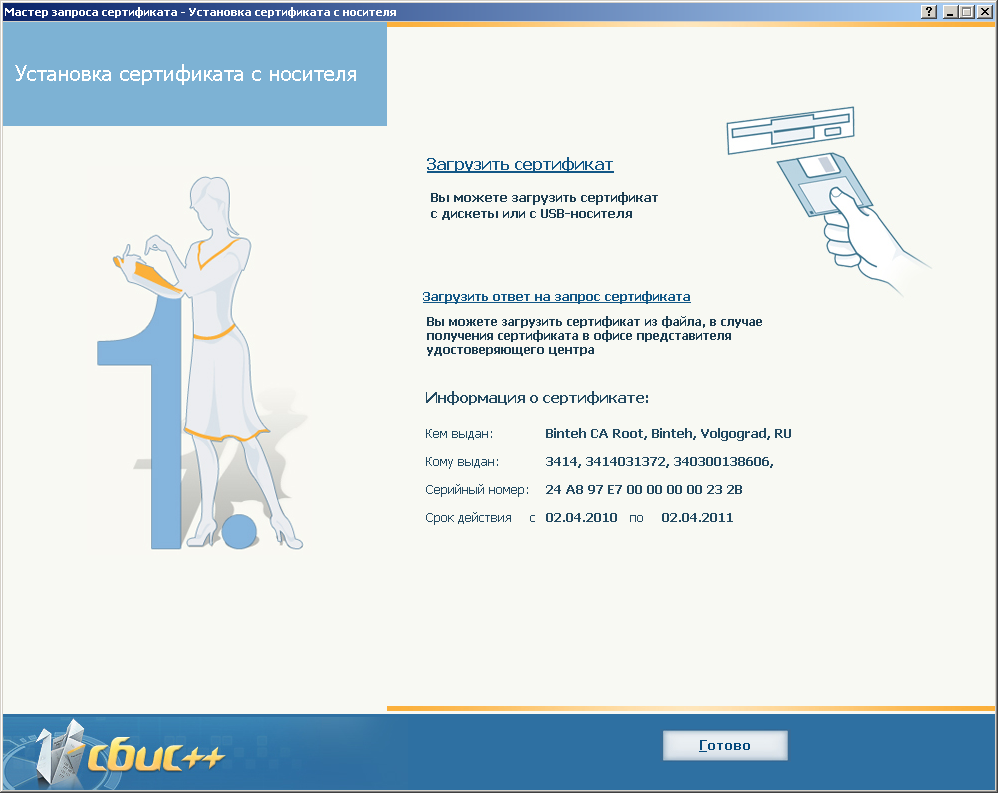 Мастер запроса сертификата - Установка сертификата с носителя
Установка сертификата с носителя
Загрузить сертификат
Вы можете загрузить сертификат
с дискеты или с USB-носителя
Загрузить ответ на запрос сертификата
Вы можете загрузить сертификат из файла, в случае
получения сертификата в офисе представителя
удостоверяющего центра
Информация о сертификате:
Кем выдан: Binteh CA Root, Binteh, Volgograd, RU
Кому выдан: 3414, 3414031372, 340300138606,
Серийный номер: 24 A8 97 E7 00 00 00 00 23 2B
Срок действия с 02.04.2010 по 02.04.2011
1.
сбис++
Готово